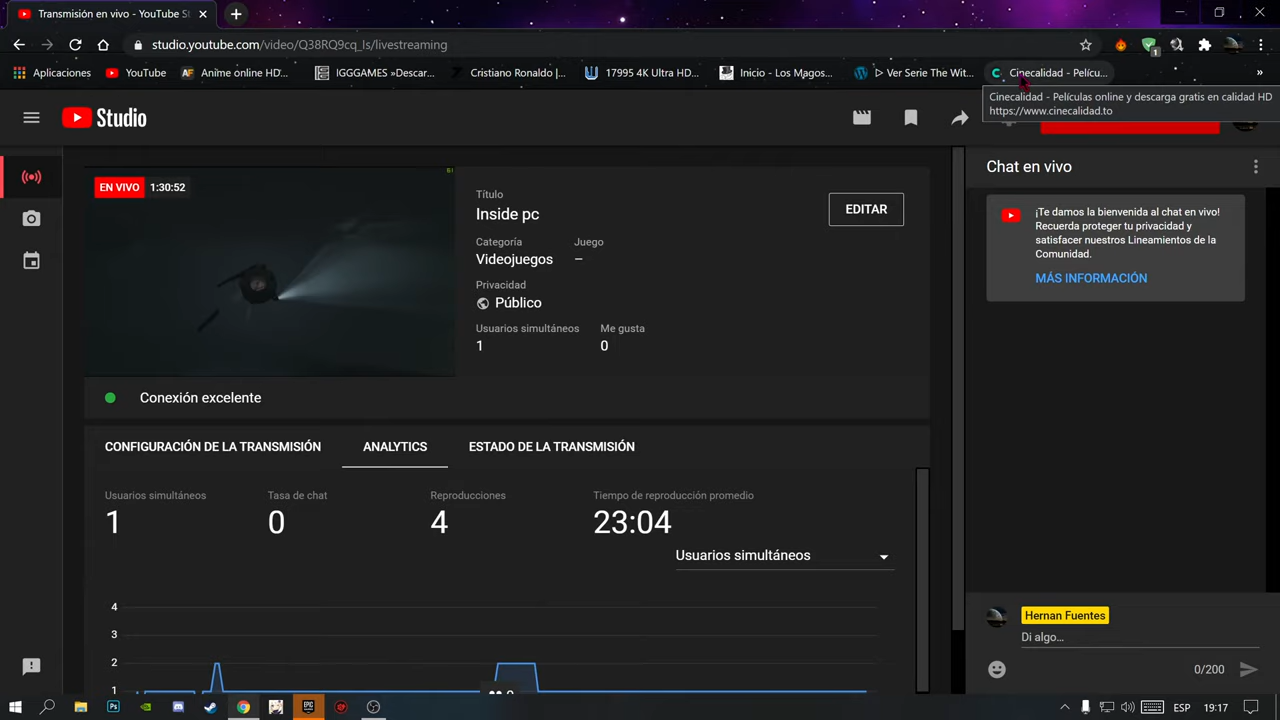 Transmisión en vivo - YouTube St
studio.youtube.com/video/Q38RQ9cq_Is/livestreaming
1
Aplicaciones
YouTube
Anime online HD...
IGGGAMES »Descar...
Cristiano Ronaldo |...
17995 4K Ultra HD...
Inicio - Los Magos...
▷ Ver Serie The Wit...
Cinecalidad - Pelícu...
»
Cinecalidad - Películas online y descarga gratis en calidad HD
https://www.cinecalidad.to
Studio
EN VIVO 1:30:52
Título
Inside pc
EDITAR
Categoría
Juego
Videojuegos
–
Privacidad
Público
Usuarios simultáneos
Me gusta
1
0
Conexión excelente
CONFIGURACIÓN DE LA TRANSMISIÓN
ANALYTICS
ESTADO DE LA TRANSMISIÓN
Usuarios simultáneos
Tasa de chat
Reproducciones
Tiempo de reproducción promedio
1
0
4
23:04
Usuarios simultáneos
4
3
2
1
Chat en vivo
¡Te damos la bienvenida al chat en vivo!
Recuerda proteger tu privacidad y
satisfacer nuestros Lineamientos de la
Comunidad.
MÁS INFORMACIÓN
Hernan Fuentes
Di algo...
0/200
Ps
EPIC
ESP
19:17